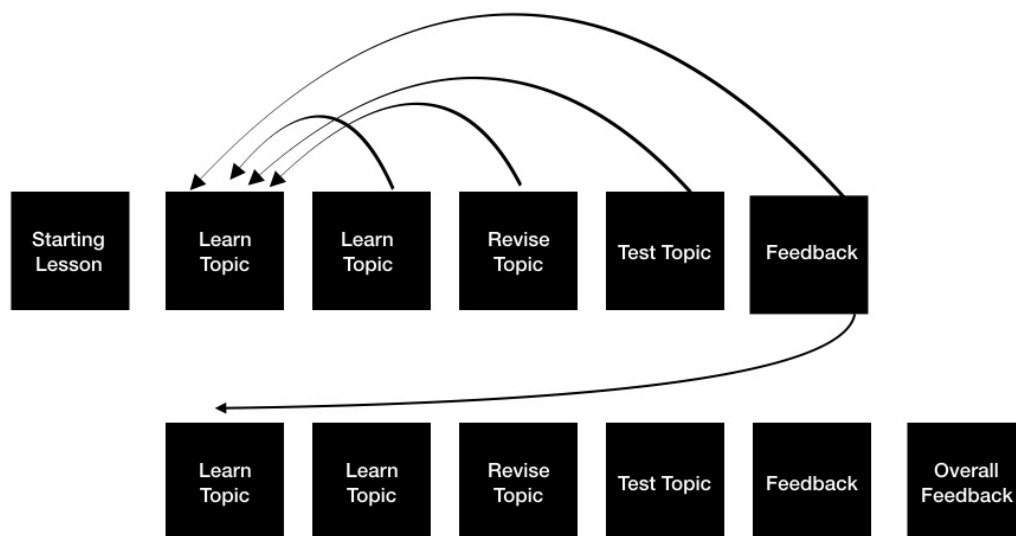 Starting
Lesson
Learn
Topic
Learn
Topic
Revise
Topic
Test Topic
Feedback
Learn
Topic
Learn
Topic
Revise
Topic
Test Topic
Feedback
Overall
Feedback